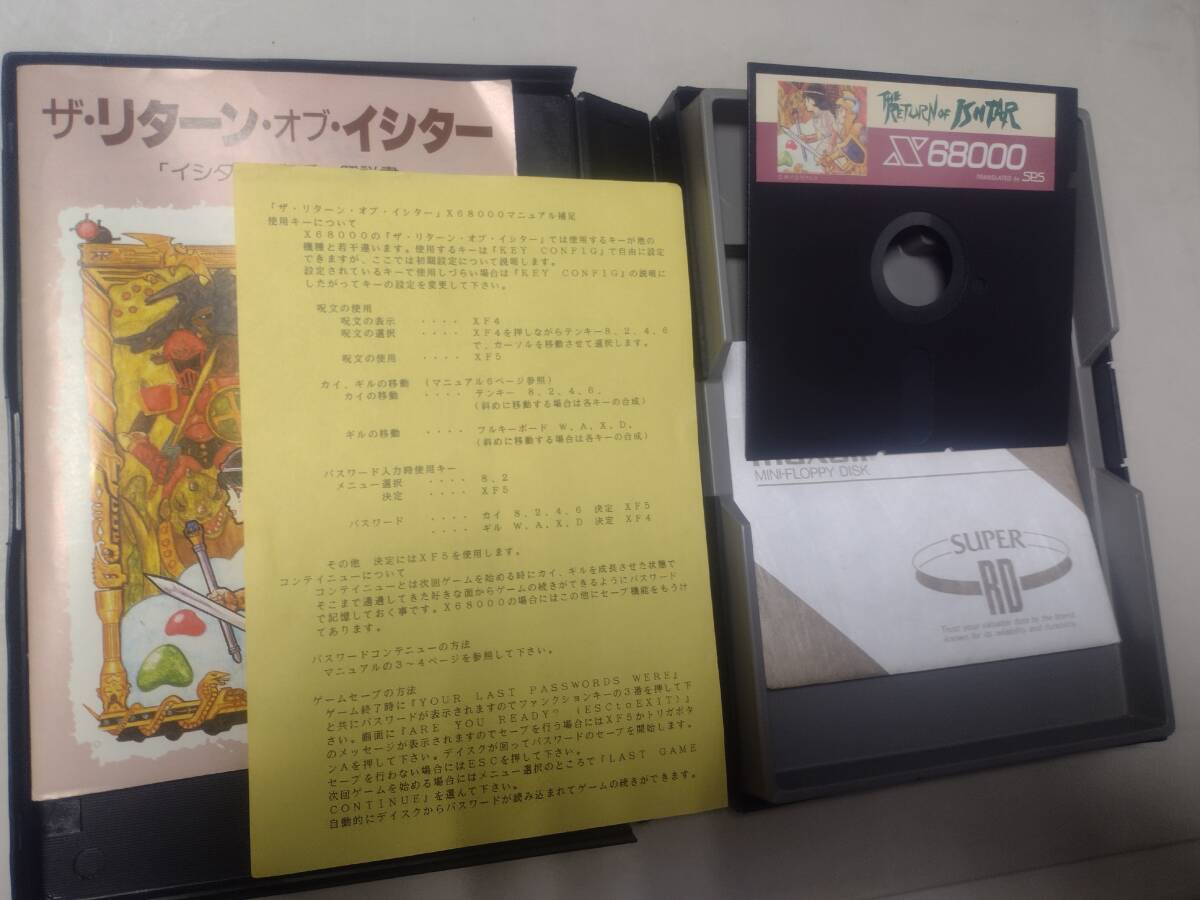 ザ・リターン・オブ・イシター
「イシタ
「ザ・リターン・オブ・イシター」X68000マニュアル補足
使用キーについて
X68000の「ザ・リターン・オブ・イシター」では使用するキーが他の
機種と若干違います。使用するキーは「KEY CONFIG」で自由に設定
できますが、ここでは初期設定について説明します。
設定されているキーで使用しづらい場合は「KEY CONFIG」の説明に
したがってキーの設定を変更して下さい。
呪文の使用
呪文の表示 ・・・・ XF4
呪文の選択 ・・・・ XF4を押しながらテンキー8、2、4、6
で、カーソルを移動させて選択します。
呪文の使用 ・・・・ XF5
カイ、ギルの移動 (マニュアル6ページ参照)
カイの移動 ・・・・ テンキー 8、2、4、6、
(斜めに移動する場合は各キーの合成)
ギルの移動 ・・・・ フルキーボード W、A、X、D、
(斜めに移動する場合は各キーの合成)
パスワード入力時使用キー
メニュー選択 ・・・・ 8、2
決定 ・・・・ XF5
パスワード ・・・・ カイ 8、2、4、6 決定 XF5
・・・・ ギル W、A、X、D 決定 XF4
その他 決定にはXF5を使用します。
コンテイニューについて
コンテイニューとは次回ゲームを始める時にカイ、ギルを成長させた状態で
そこまで通過してきた好きな面からゲームの続きができるようにパスワード
で記憶しておく事です。X68000の場合にはこの他にセーブ機能をもうけ
てあります。
パスワードコンテニューの方法
マニュアルの3〜4ページを参照して下さい。
ゲームセーブの方法
ゲーム終了時に「YOUR LAST PASSWORDS WERE」
と共にパスワードが表示されますのでファンクションキーの3番を押して下
さい。画面に「ARE YOU READY? (ESCtoEXIT)」
のメッセージが表示されますのでセーブを行う場合にはXF5かトリガボタ
ンAを押して下さい。デイスクが回ってパスワードのセーブを開始します。
セーブを行わない場合にはESCを押して下さい。
次回ゲームを始める場合にはメニュー選択のところで「LAST GAME
CONTINUE」を選んで下さい。
自動的にデイスクからパスワードが読み込まれてゲームの続きができます。
THE
RETURN OF ISHTAR
X68000
TRANSLATED by SPS
MINI-FLOPPY DISK
SUPER
RD
Trust your valuable data to the brand
known for its reliability and durability.